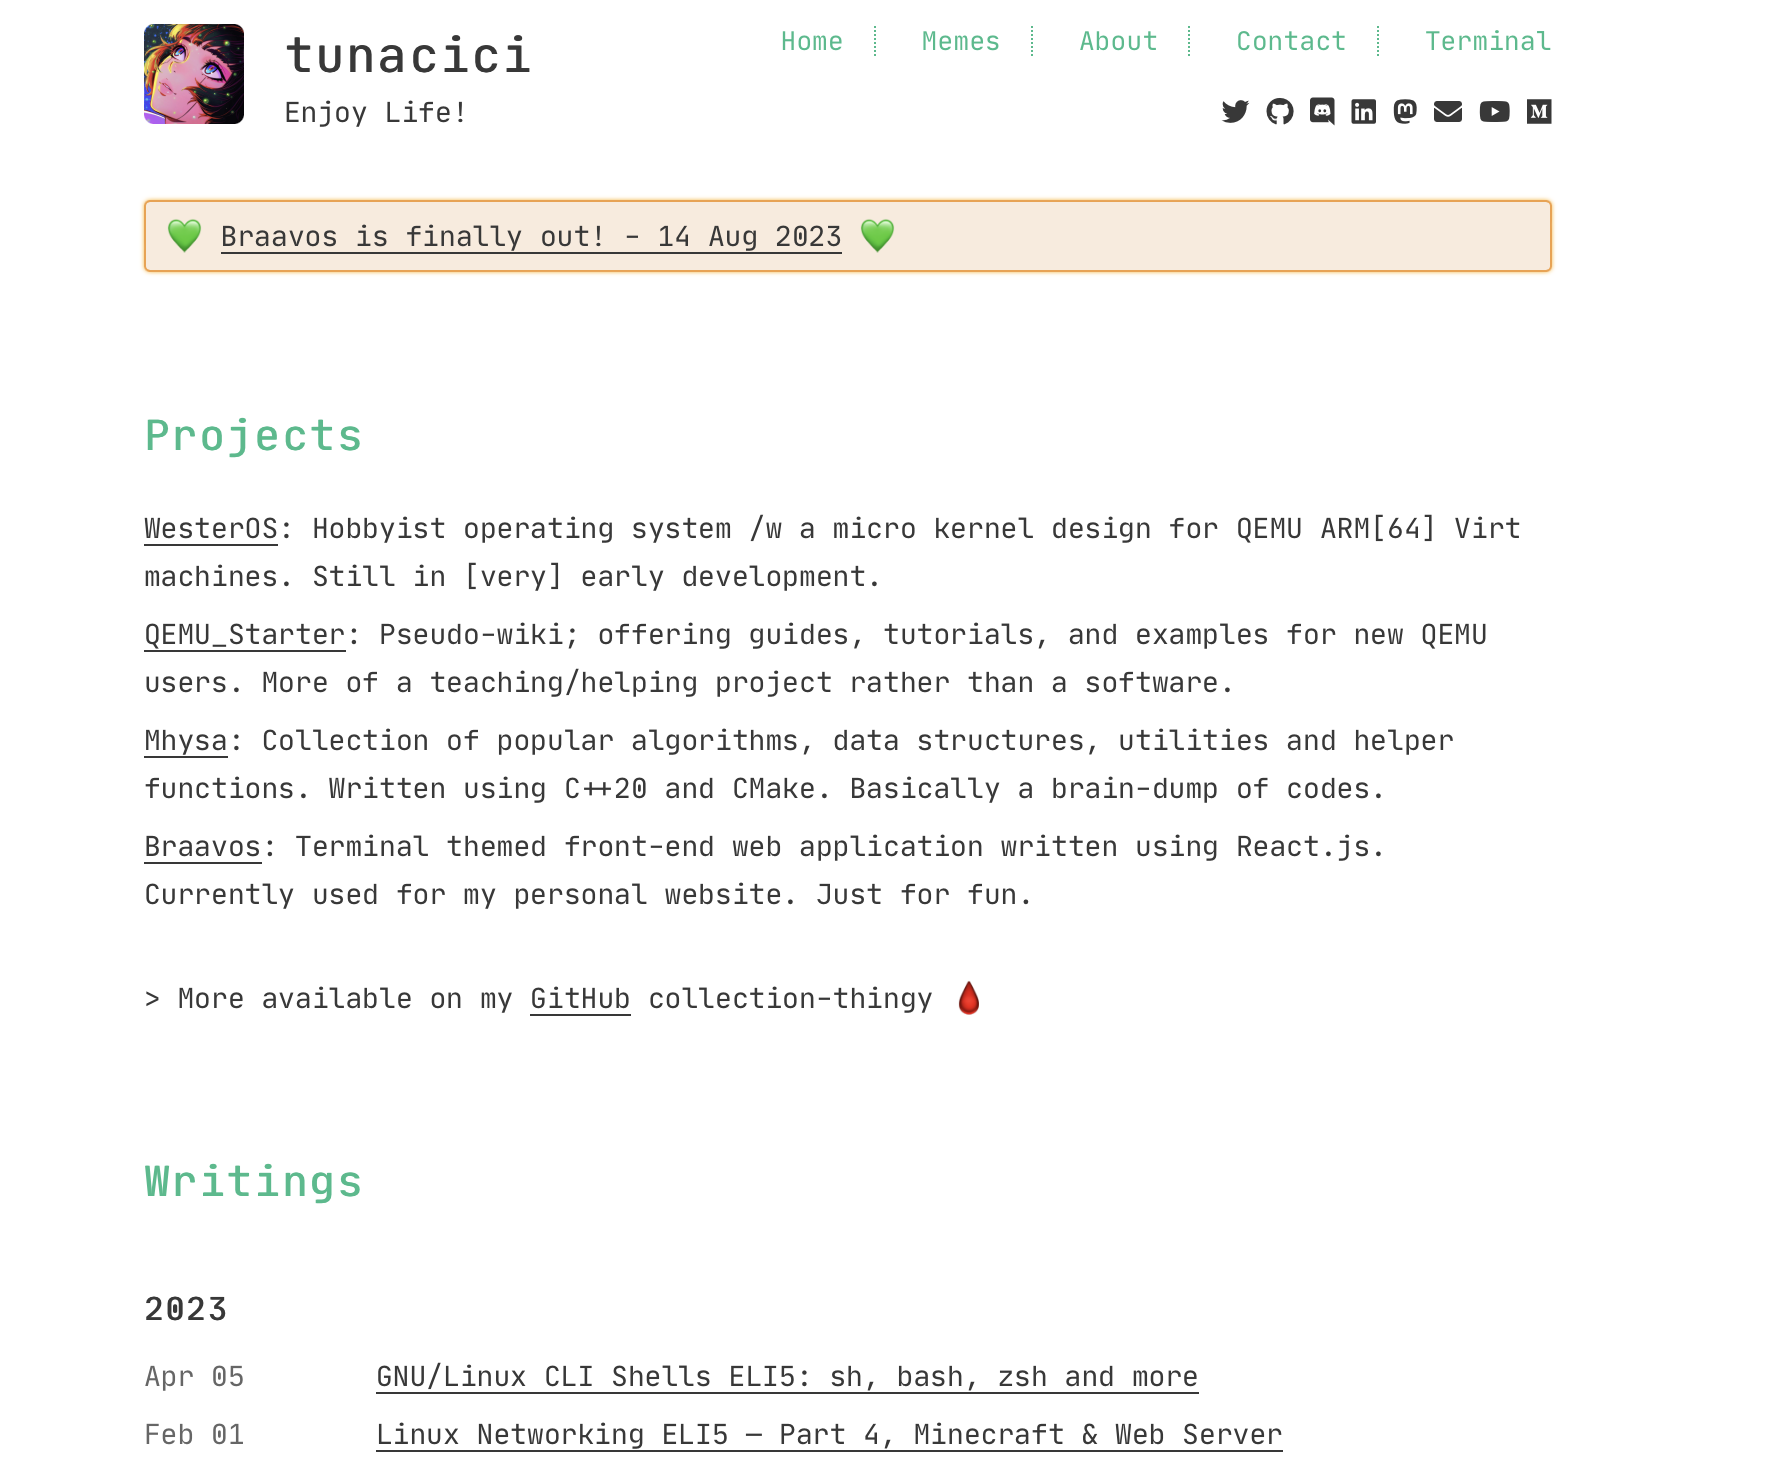 tunacici
Enjoy Life!
Home
Memes
About
Contact
Terminal
Braavos is finally out! - 14 Aug 2023
Projects
WesterOS: Hobbyist operating system /w a micro kernel design for QEMU ARM[64] Virt
machines. Still in [very] early development.
QEMU_Starter: Pseudo-wiki; offering guides, tutorials, and examples for new QEMU
users. More of a teaching/helping project rather than a software.
Mhysa: Collection of popular algorithms, data structures, utilities and helper
functions. Written using C++20 and CMake. Basically a brain-dump of codes.
Braavos: Terminal themed front-end web application written using React.js.
Currently used for my personal website. Just for fun.
> More available on my GitHub collection-thingy
Writings
2023
Apr 05 GNU/Linux CLI Shells ELI5: sh, bash, zsh and more
Feb 01 Linux Networking ELI5 — Part 4, Minecraft & Web Server